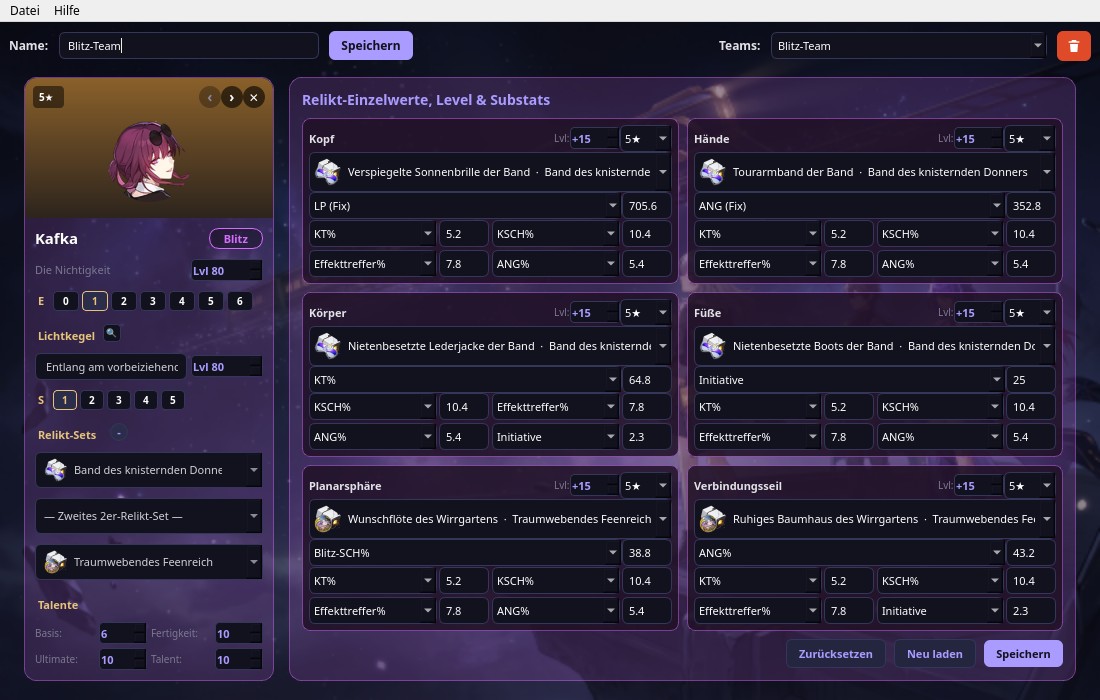 Datei Hilfe
Name: Blitz-Team Speichern Teams: Blitz-Team
5★ ‹ › ✕
Kafka Blitz
Die Nichtigkeit Lvl 80
E 0 1 2 3 4 5 6
Lichtkegel
Entlang am vorbeiziehenc Lvl 80
S 1 2 3 4 5
Relikt-Sets -
Band des knisternden Donne
— Zweites 2er-Relikt-Set —
Traumwebendes Feenreich
Talente
Basis: 6 Fertigkeit: 10
Ultimate: 10 Talent: 10
Relikt-Einzelwerte, Level & Substats
Kopf Lvl: +15 5★
Verspiegelte Sonnenbrille der Band · Band des knisternde
LP (Fix) 705.6
KT% 5.2 KSCH% 10.4
Effekttreffer% 7.8 ANG% 5.4
Hände Lvl: +15 5★
Tourarmband der Band · Band des knisternden Donners
ANG (Fix) 352.8
KT% 5.2 KSCH% 10.4
Effekttreffer% 7.8 ANG% 5.4
Körper Lvl: +15 5★
Nietenbesetzte Lederjacke der Band · Band des knisternde
KT% 64.8
KSCH% 10.4 Effekttreffer% 7.8
ANG% 5.4 Initiative 2.3
Füße Lvl: +15 5★
Nietenbesetzte Boots der Band · Band des knisternden Do
Initiative 25
KT% 5.2 KSCH% 10.4
Effekttreffer% 7.8 ANG% 5.4
Planarsphäre Lvl: +15 5★
Wunschflöte des Wirrgartens · Traumwebendes Feenreich
Blitz-SCH% 38.8
KT% 5.2 KSCH% 10.4
Effekttreffer% 7.8 ANG% 5.4
Verbindungsseil Lvl: +15 5★
Ruhiges Baumhaus des Wirrgartens · Traumwebendes Fee
ANG% 43.2
KT% 5.2 KSCH% 10.4
Effekttreffer% 7.8 Initiative 2.3
Zurücksetzen Neu laden Speichern